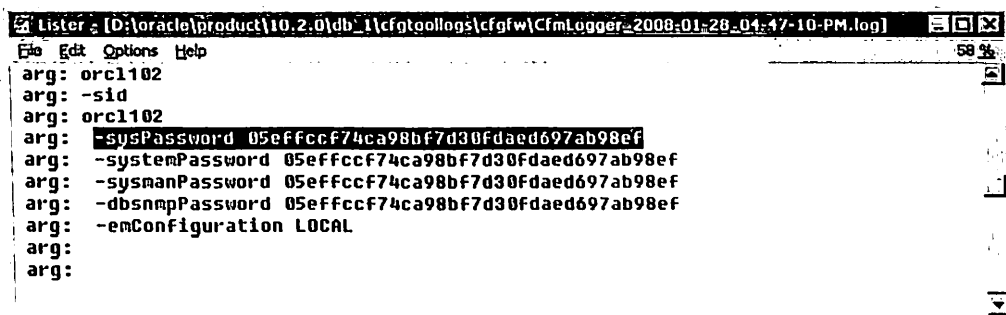 Lister - [D:\oracle\product\10.2.0\db_1\cfgtoollogs\cfgfw\CfmLogger_2008-01-28_04-47-10-PM.log]
File Edit Options Help 58 %
arg: orcl102
arg: -sid
arg: orcl102
arg: -sysPassword 05effccf74ca98bf7d30fdaed697ab98ef
arg: -systemPassword 05effccf74ca98bf7d30fdaed697ab98ef
arg: -sysmanPassword 05effccf74ca98bf7d30fdaed697ab98ef
arg: -dbsnmpPassword 05effccf74ca98bf7d30fdaed697ab98ef
arg: -emConfiguration LOCAL
arg:
arg: